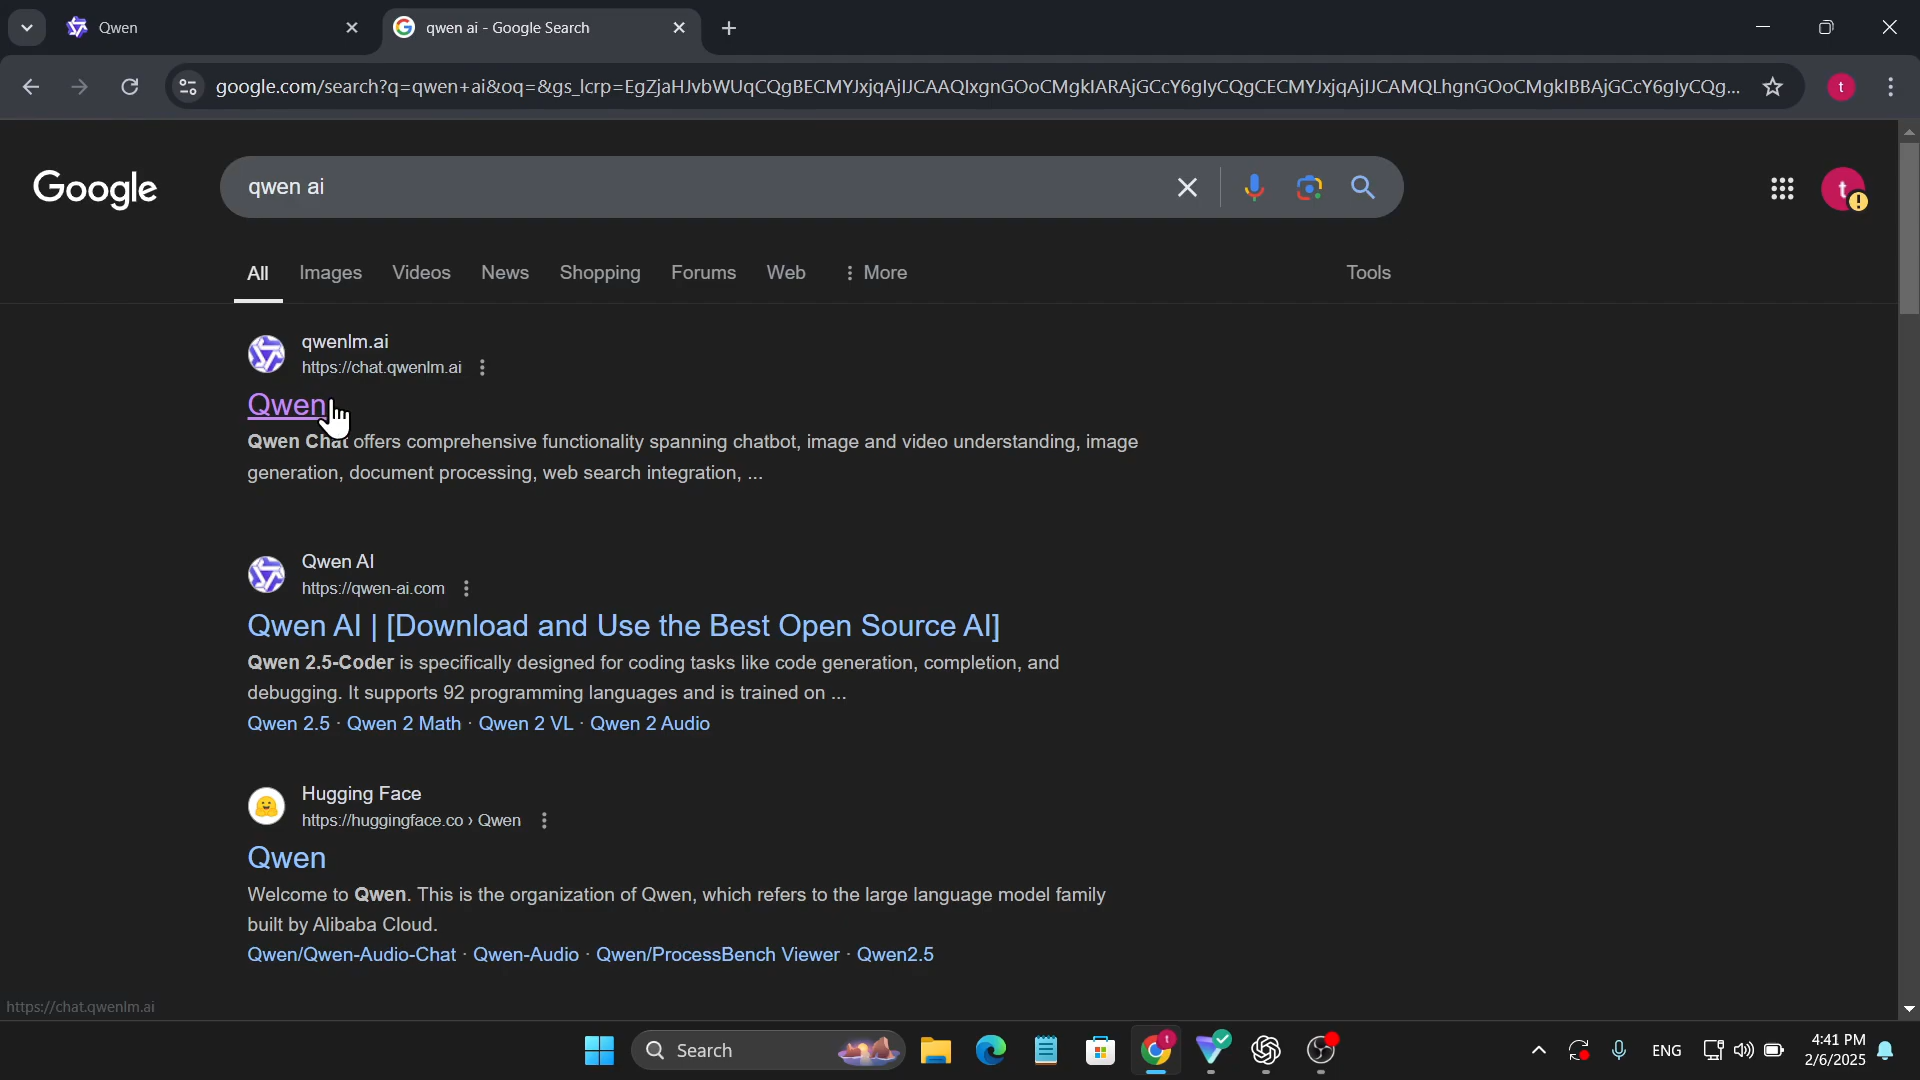 Qwen
qwen ai - Google Search
google.com/search?q=qwen+ai&oq=&gs_lcrp=EgZjaHJvbWUqCQgBECMYJxjqAjIJCAAQIxgnGOoCMgkIARAjGCcY6gIyCQgCECMYJxjqAjIJCAMQLhgnGOoCMgkIBBAjGCcY6gIyCQg...
t
Google
qwen ai
t
All Images Videos News Shopping Forums Web More Tools
qwenlm.ai
https://chat.qwenlm.ai
Qwen
Qwen Chat offers comprehensive functionality spanning chatbot, image and video understanding, image
generation, document processing, web search integration, ...
Qwen AI
https://qwen-ai.com
Qwen AI | [Download and Use the Best Open Source AI]
Qwen 2.5-Coder is specifically designed for coding tasks like code generation, completion, and
debugging. It supports 92 programming languages and is trained on ...
Qwen 2.5 · Qwen 2 Math · Qwen 2 VL · Qwen 2 Audio
Hugging Face
https://huggingface.co › Qwen
Qwen
Welcome to Qwen. This is the organization of Qwen, which refers to the large language model family
built by Alibaba Cloud.
Qwen/Qwen-Audio-Chat · Qwen-Audio · Qwen/ProcessBench Viewer · Qwen2.5
https://chat.qwenlm.ai
Search
t
ENG
4:41 PM
2/6/2025